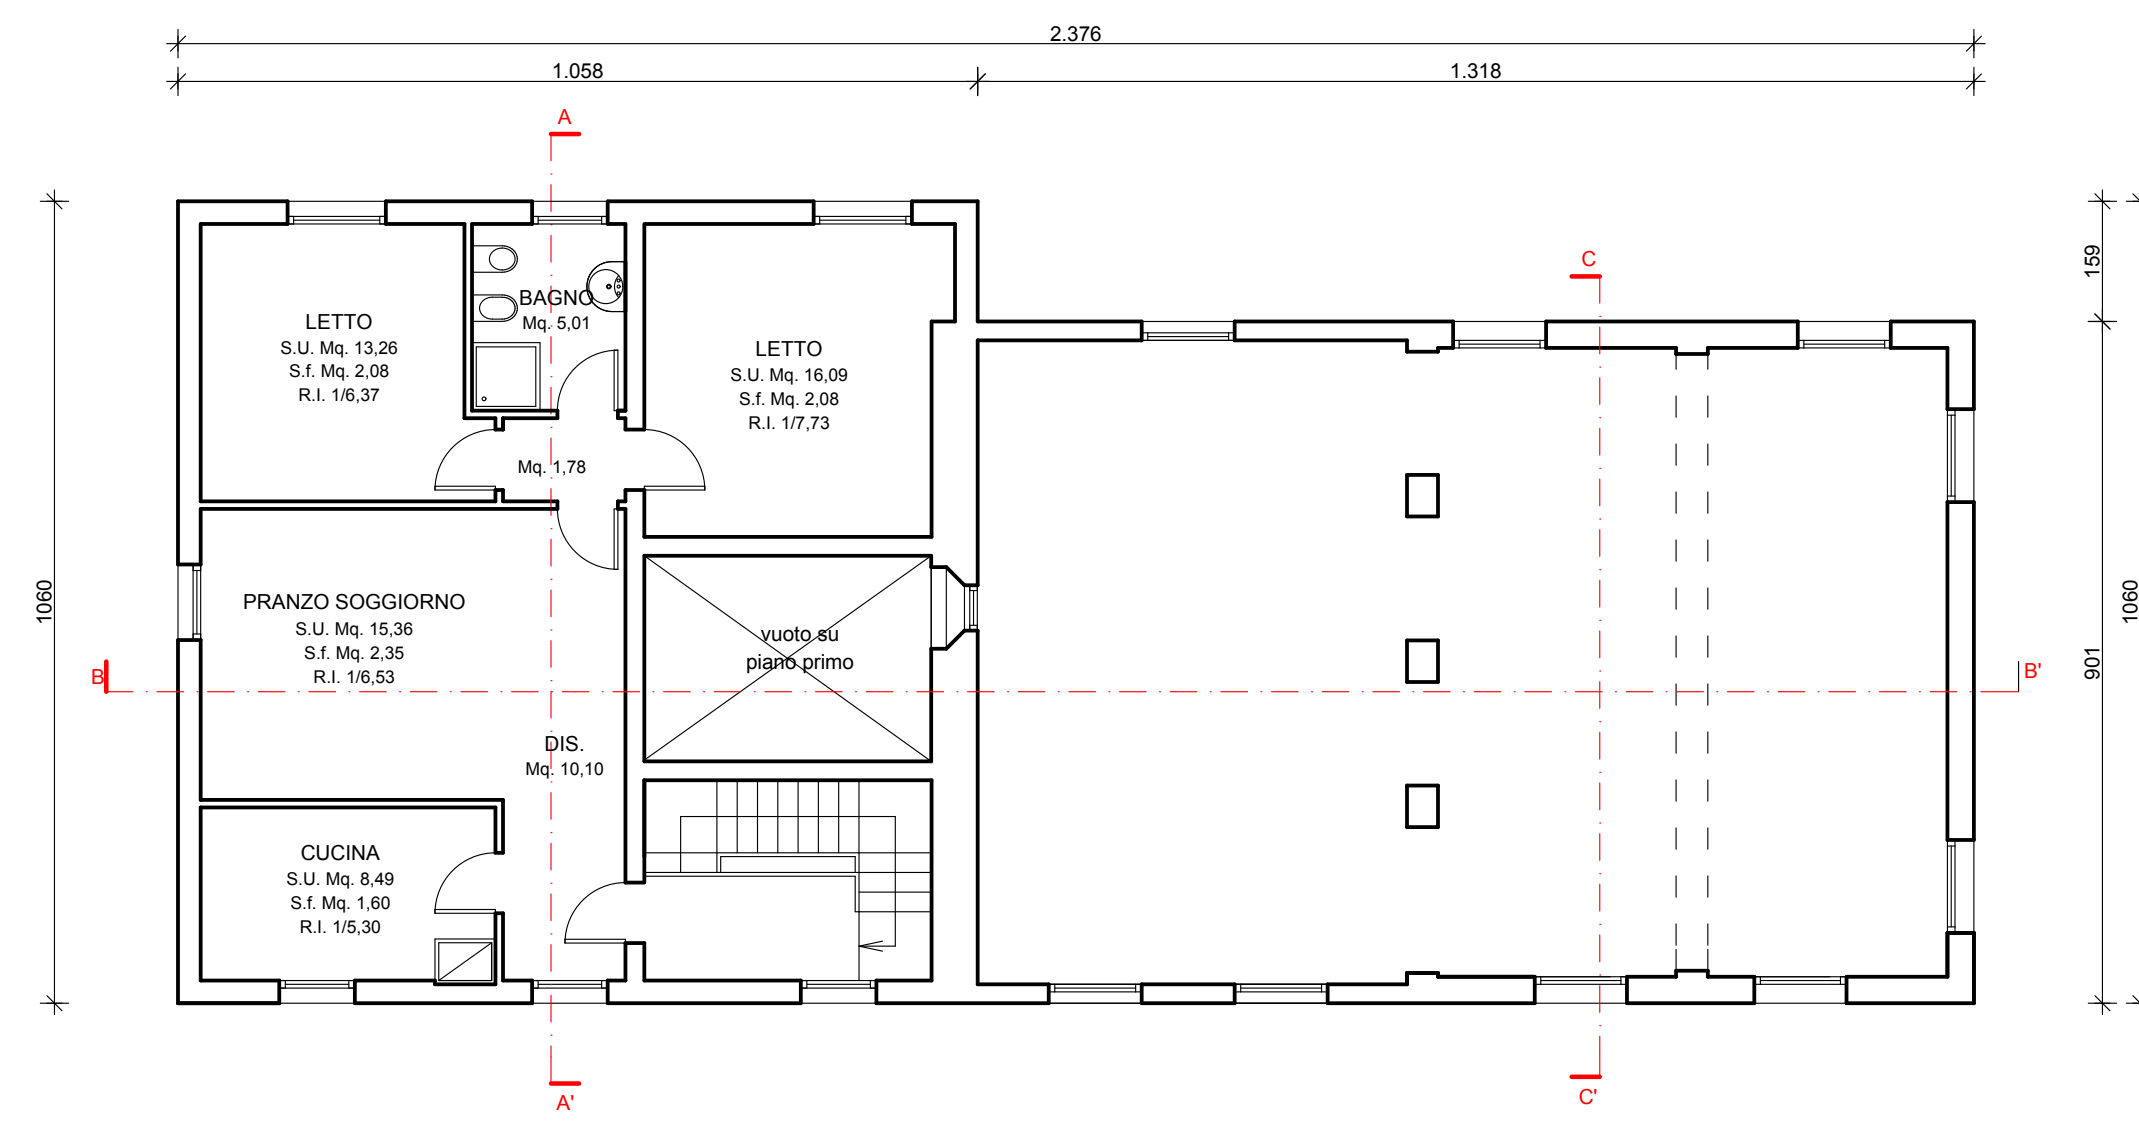 2.376
1.058
1.318
A
C
159
LETTO
S.U. Mq. 13,26
S.f. Mq. 2,08
R.I. 1/6,37
BAGNO
Mq. 5,01
LETTO
S.U. Mq. 16,09
S.f. Mq. 2,08
R.I. 1/7,73
Mq. 1,78
1060
PRANZO SOGGIORNO
S.U. Mq. 15,36
S.f. Mq. 2,35
R.I. 1/6,53
vuoto su
piano primo
1060
901
B
B'
DIS.
Mq. 10,10
CUCINA
S.U. Mq. 8,49
S.f. Mq. 1,60
R.I. 1/5,30
A'
C'